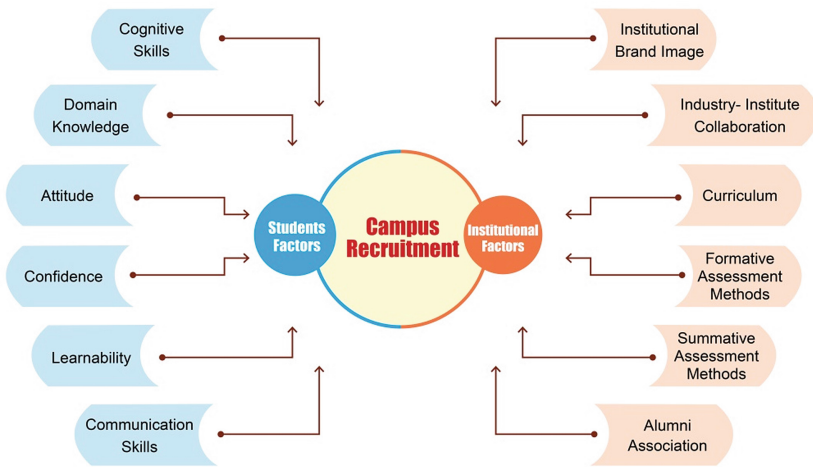 Cognitive
Skills
Domain
Knowledge
Attitude
Confidence
Learnability
Communication
Skills
Students
Factors
Campus
Recruitment
Institutional
Factors
Institutional
Brand Image
Industry- Institute
Collaboration
Curriculum
Formative
Assessment
Methods
Summative
Assessment
Methods
Alumni
Association